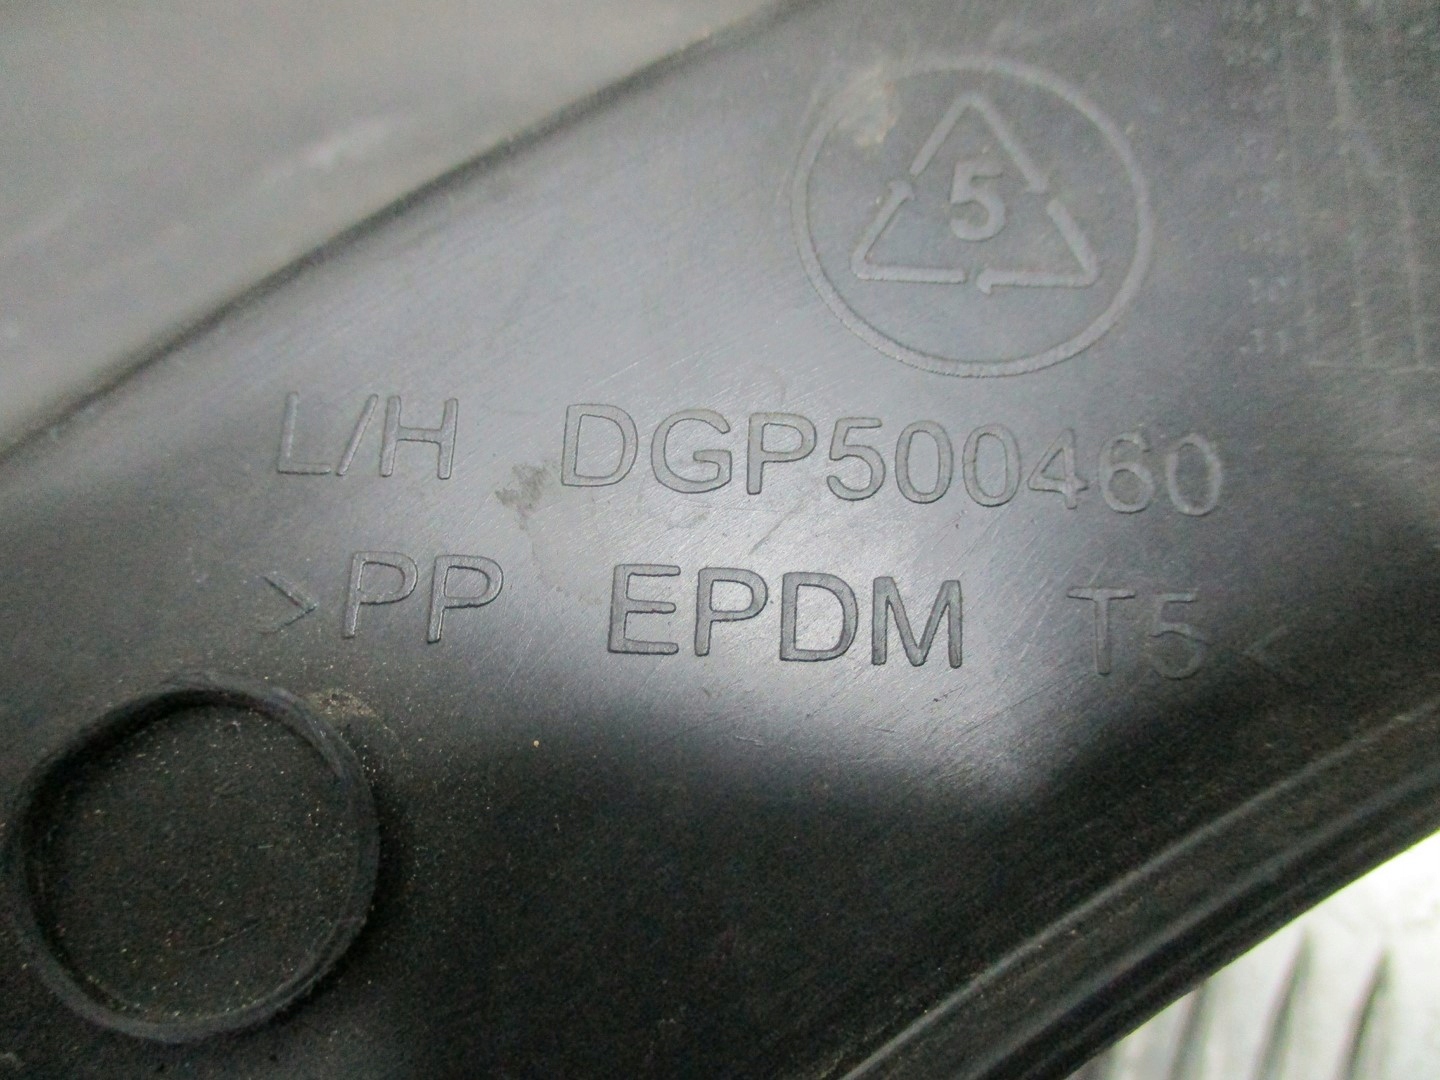 5
L/H DGP500460
>PP EPDM T5<